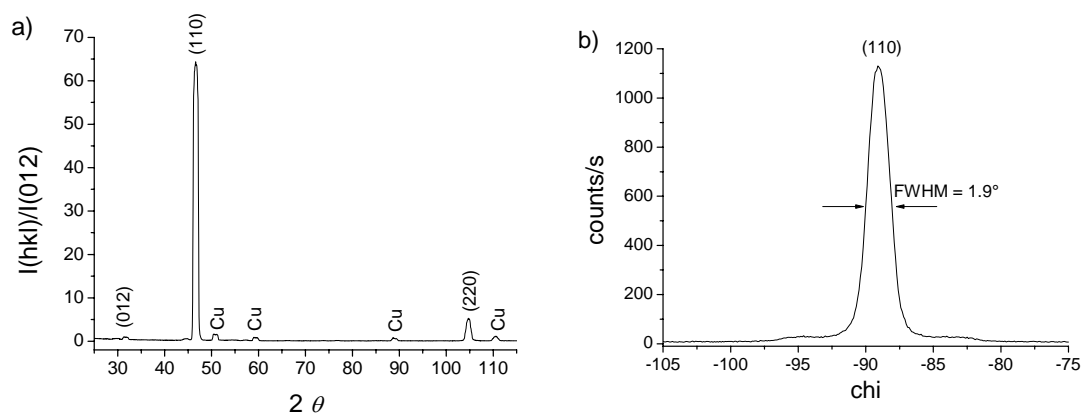 a)
I(hkl)/I(012)
70
60
50
40
30
20
10
0
(012)
(110)
Cu
Cu
Cu
(220)
Cu
30 40 50 60 70 80 90 100 110
2 θ
b)
counts/s
1200
1000
800
600
400
200
0
(110)
FWHM = 1.9°
-105 -100 -95 -90 -85 -80 -75
chi